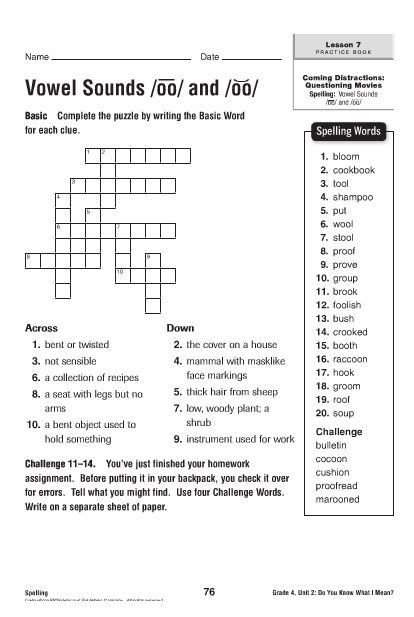 Lesson 7
PRACTICE BOOK
Name
Date
Coming Distractions:
Questioning Movies
Spelling: Vowel Sounds
/o͞o/ and /o͝o/
Vowel Sounds /o͞o/ and /o͝o/
Basic Complete the puzzle by writing the Basic Word
for each clue.
1 2
3
4
5
6 7
8 9
10
Across
1. bent or twisted
3. not sensible
6. a collection of recipes
8. a seat with legs but no
arms
10. a bent object used to
hold something
Down
2. the cover on a house
4. mammal with masklike
face markings
5. thick hair from sheep
7. low, woody plant; a
shrub
9. instrument used for work
Challenge 11–14. You've just finished your homework
assignment. Before putting it in your backpack, you check it over
for errors. Tell what you might find. Use four Challenge Words.
Write on a separate sheet of paper.
Spelling Words
1. bloom
2. cookbook
3. tool
4. shampoo
5. put
6. wool
7. stool
8. proof
9. prove
10. group
11. brook
12. foolish
13. bush
14. crooked
15. booth
16. raccoon
17. hook
18. groom
19. roof
20. soup
Challenge
bulletin
cocoon
cushion
proofread
marooned
Spelling
76
Grade 4, Unit 2: Do You Know What I Mean?